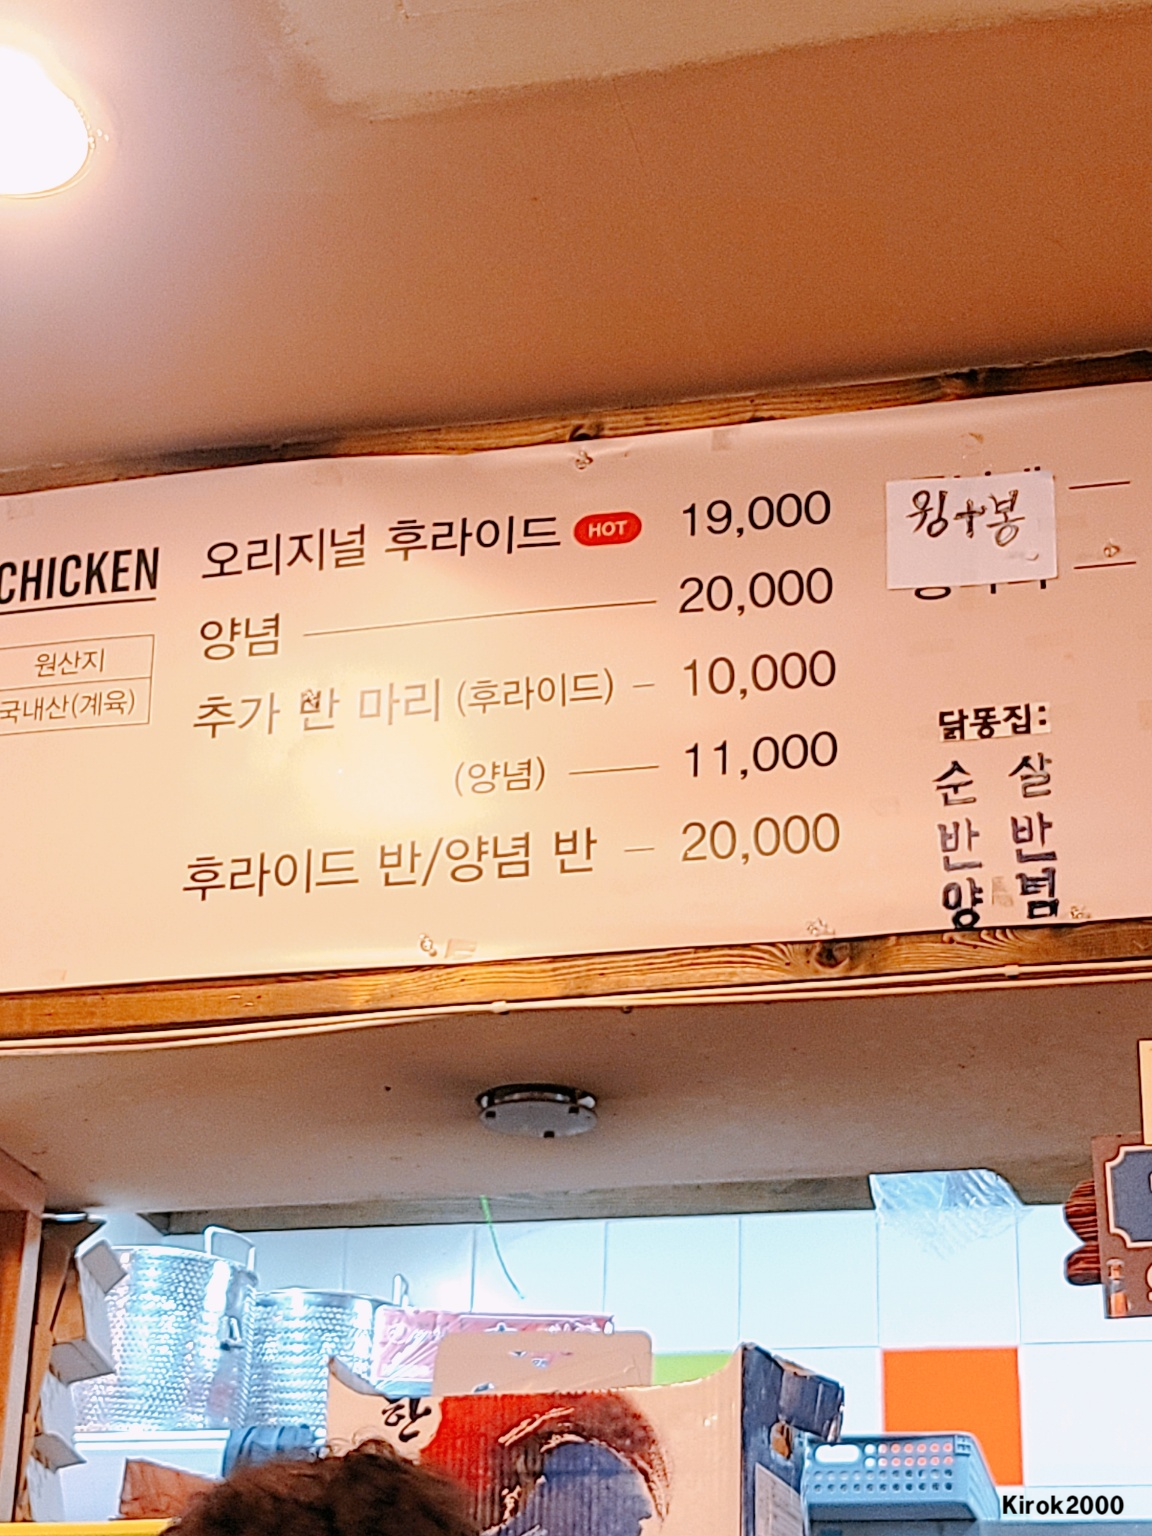 CHICKEN
원산지
국내산(계육)
오리지널 후라이드 HOT 19,000
양념 20,000
추가 반 마리 (후라이드) - 10,000
(양념) 11,000
후라이드 반/양념 반 - 20,000
윙+봉
닭똥집:
순 살
반 반
양 념
한
Kirok2000